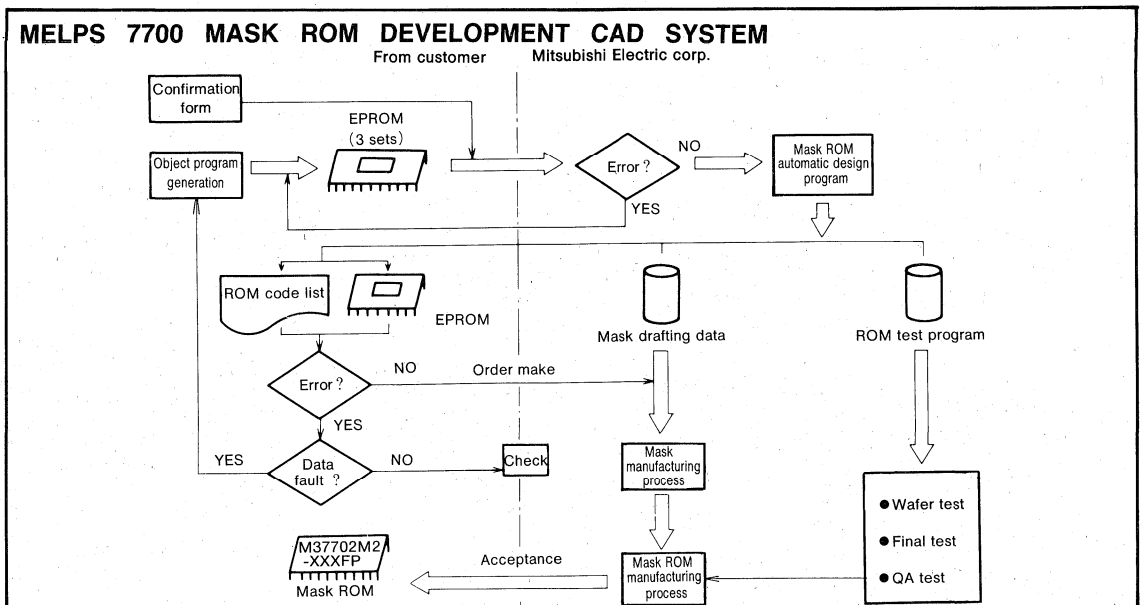 MELPS 7700 MASK ROM DEVELOPMENT CAD SYSTEM
From customer
Mitsubishi Electric corp.
Confirmation
form
EPROM
(3 sets)
Object program
generation
Error?
NO
YES
Mask ROM
automatic design
program
ROM code list
EPROM
Mask drafting data
ROM test program
Error?
NO
Order make
YES
Data
fault ?
YES
NO
Check
Mask
manufacturing
process
● Wafer test
● Final test
● QA test
M37702M2
-XXXFP
Mask ROM
Acceptance
Mask ROM
manufacturing
process